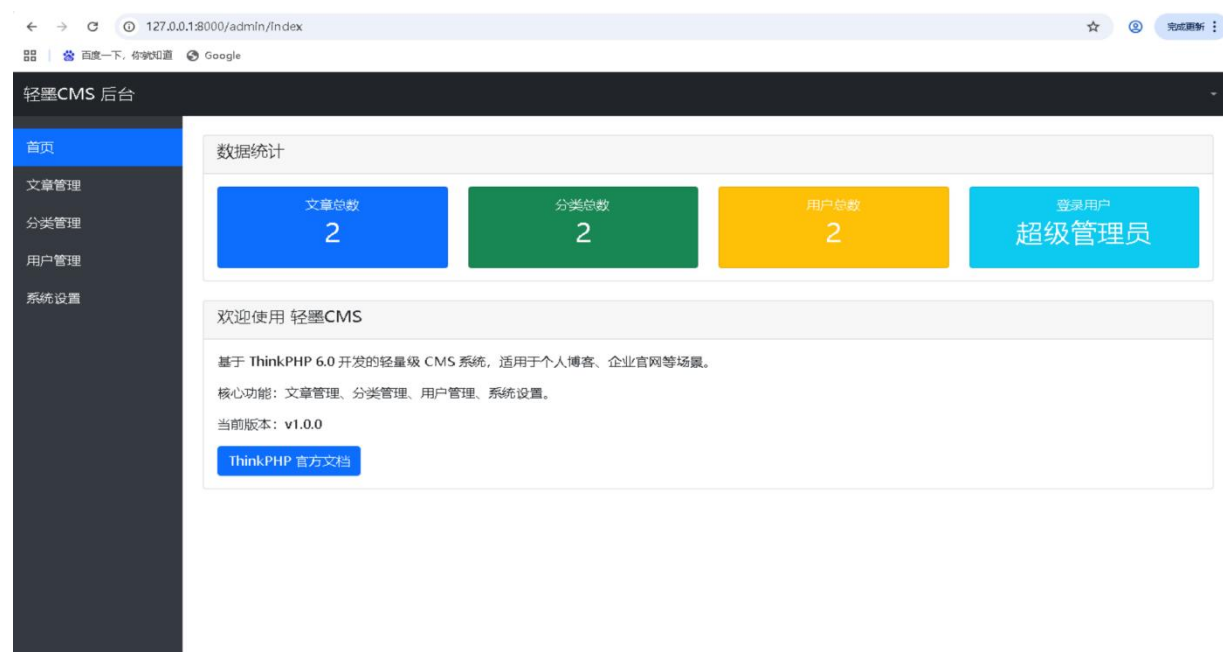 127.0.0.1:8000/admin/index
完成更新
百度一下，你就知道 Google
轻墨CMS 后台
首页
文章管理
分类管理
用户管理
系统设置
数据统计
文章总数
2
分类总数
2
用户总数
2
登录用户
超级管理员
欢迎使用 轻墨CMS
基于 ThinkPHP 6.0 开发的轻量级 CMS 系统，适用于个人博客、企业官网等场景。
核心功能：文章管理、分类管理、用户管理、系统设置。
当前版本：v1.0.0
ThinkPHP 官方文档